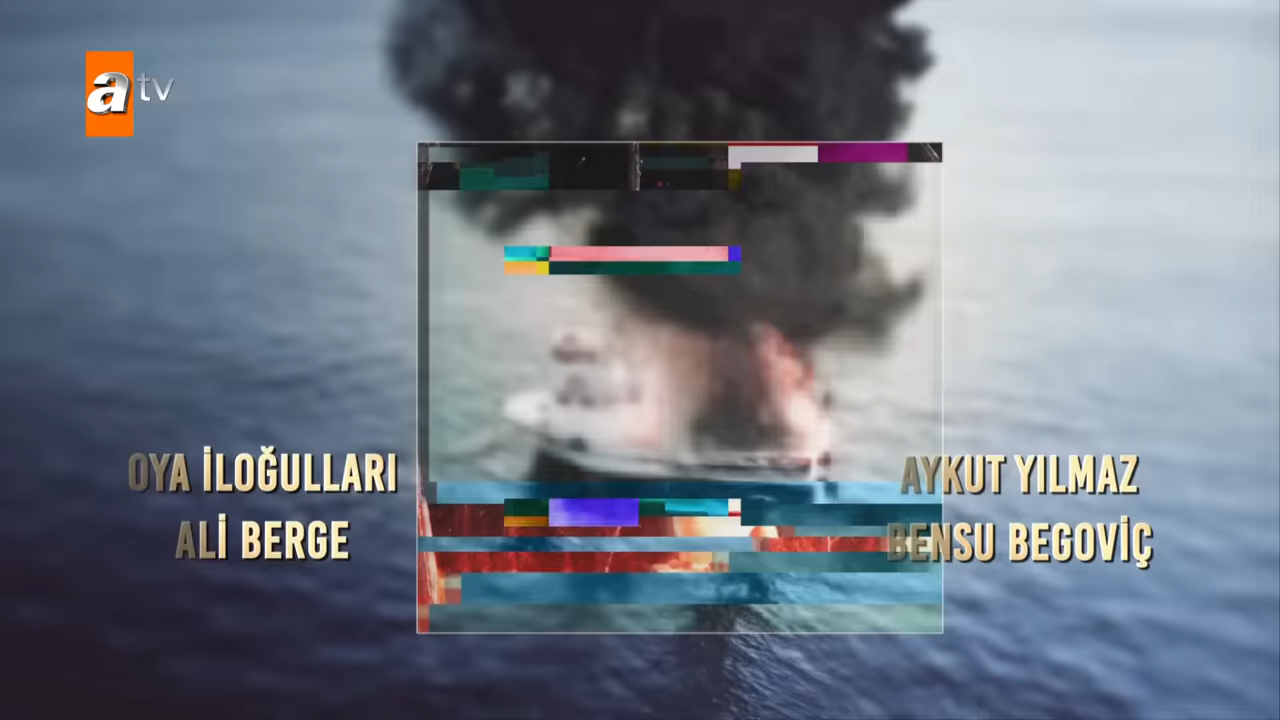 atv
OYA İLOĞULLARI
ALİ BERGE
AYKUT YILMAZ
BENSU BEGOVİÇ